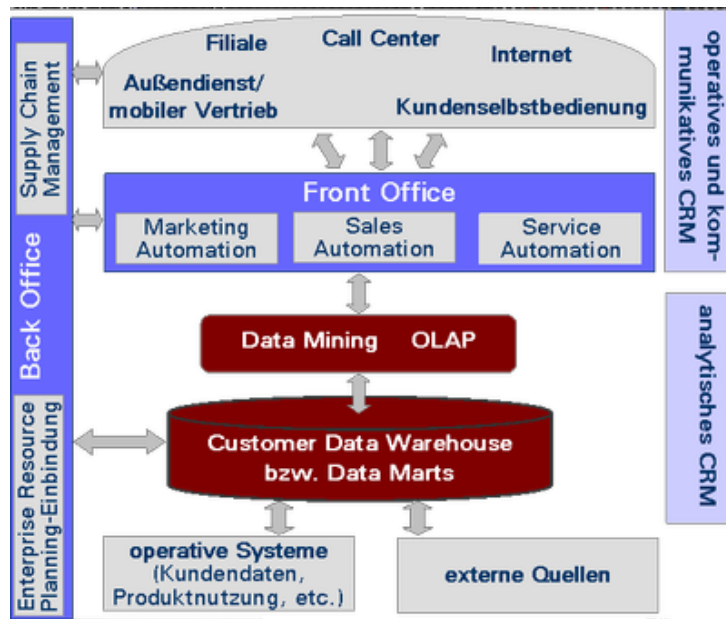 Filiale
Call Center
Internet
Außendienst/
mobiler Vertrieb
Kundenselbstbedienung
Front Office
Marketing
Automation
Sales
Automation
Service
Automation
Data Mining OLAP
Customer Data Warehouse
bzw. Data Marts
operative Systeme
(Kundendaten,
Produktnutzung, etc.)
externe Quellen
Back Office
Supply Chain
Management
Enterprise Resource
Planning-Einbindung
operatives und kom-
munikatives CRM
analytisches CRM